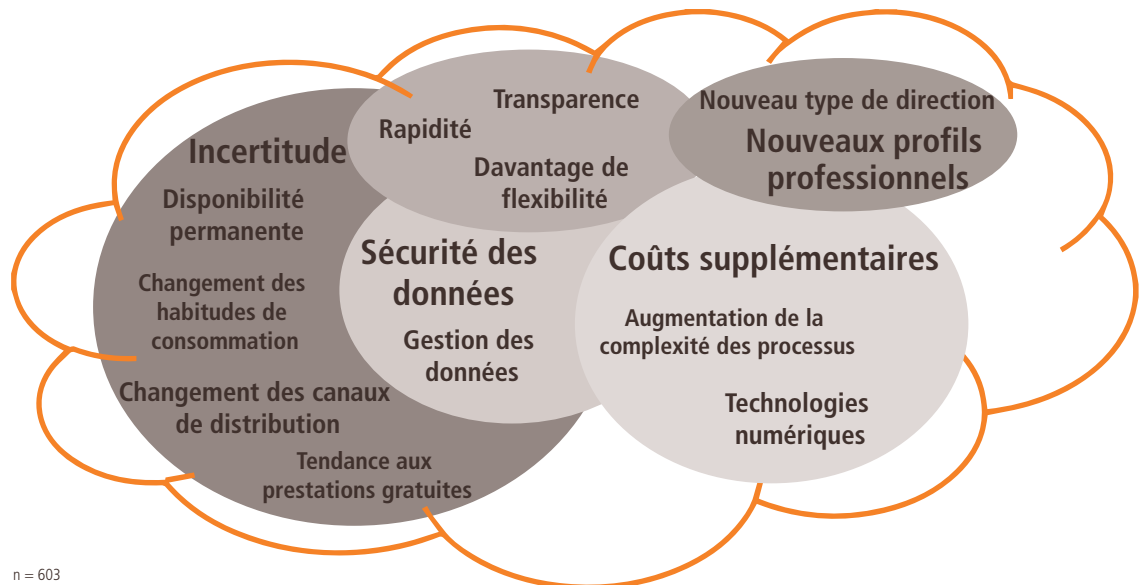 Transparence
Rapidité
Davantage de
flexibilité
Nouveau type de direction
Nouveaux profils
professionnels
Incertitude
Disponibilité
permanente
Changement des
habitudes de
consommation
Changement des canaux
de distribution
Tendance aux
prestations gratuites
Sécurité des
données
Gestion des
données
Coûts supplémentaires
Augmentation de la
complexité des processus
Technologies
numériques
n = 603